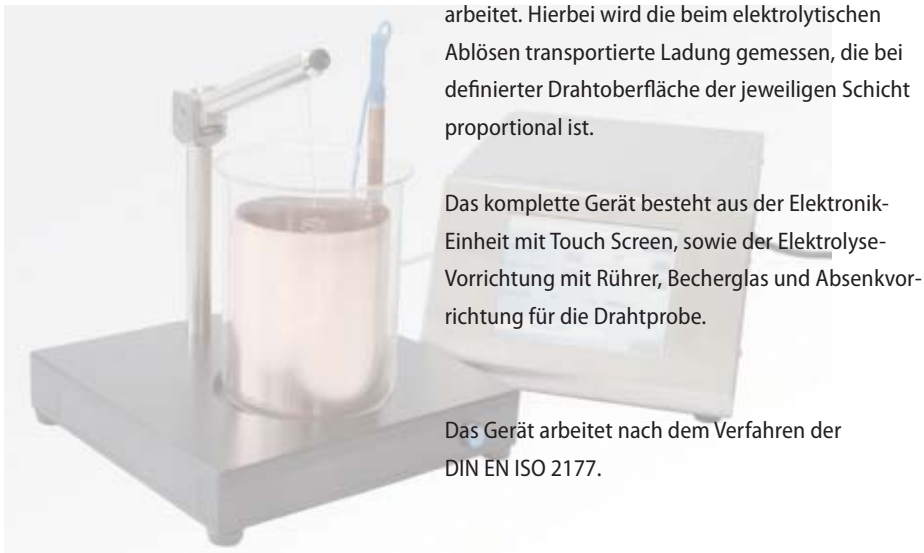 arbeitet. Hierbei wird die beim elektrolytischen
Ablösen transportierte Ladung gemessen, die bei
definierter Drahtoberfläche der jeweiligen Schicht
proportional ist.
Das komplette Gerät besteht aus der Elektronik-
Einheit mit Touch Screen, sowie der Elektrolyse-
Vorrichtung mit Rührer, Becherglas und Absenkvor-
richtung für die Drahtprobe.
Das Gerät arbeitet nach dem Verfahren der
DIN EN ISO 2177.